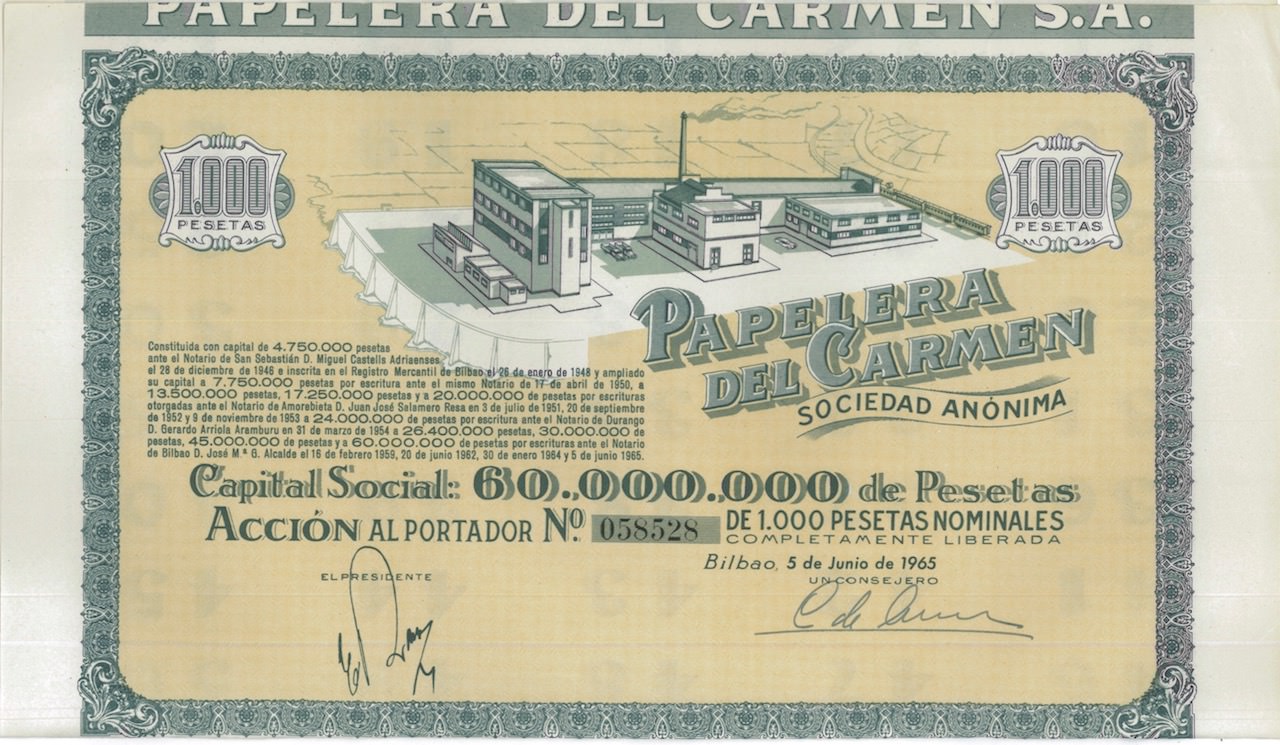 PAPELERA DEL CARMEN S.A.
1.000
PESETAS
1.000
PESETAS
PAPELERA
DEL CARMEN
SOCIEDAD ANÓNIMA
Constituida con capital de 4.750.000 pesetas
ante el Notario de San Sebastián D. Miguel Castells Adriaenses
el 28 de diciembre de 1946 e inscrita en el Registro Mercantil de Bilbao el 26 de enero de 1948 y ampliado
su capital a 7.750.000 pesetas por escritura ante el mismo Notario de 17 de abril de 1950, a
13.500.000 pesetas, 17.250.000 pesetas y a 20.000.000 de pesetas por escrituras
otorgadas ante el Notario de Amorebieta D. Juan José Salamero Resa en 3 de julio de 1951, 20 de septiembre
de 1952 y 9 de noviembre de 1953 a 24.000.000 de pesetas por escritura ante el Notario de Durango
D. Gerardo Arriola Aramburu en 31 de marzo de 1954 a 26.400.000 pesetas, 30.000.000 de
pesetas, 45.000.000 de pesetas y a 60.000.000 de pesetas por escrituras ante el Notario
de Bilbao D. José Mª G. Alcalde el 16 de febrero 1959, 20 de junio 1962, 30 de enero 1964 y 5 de junio 1965.
Capital Social: 60.000.000 de Pesetas
ACCIÓN AL PORTADOR Nº. 058528 DE 1.000 PESETAS NOMINALES
COMPLETAMENTE LIBERADA
Bilbao, 5 de Junio de 1965
EL PRESIDENTE
UN CONSEJERO